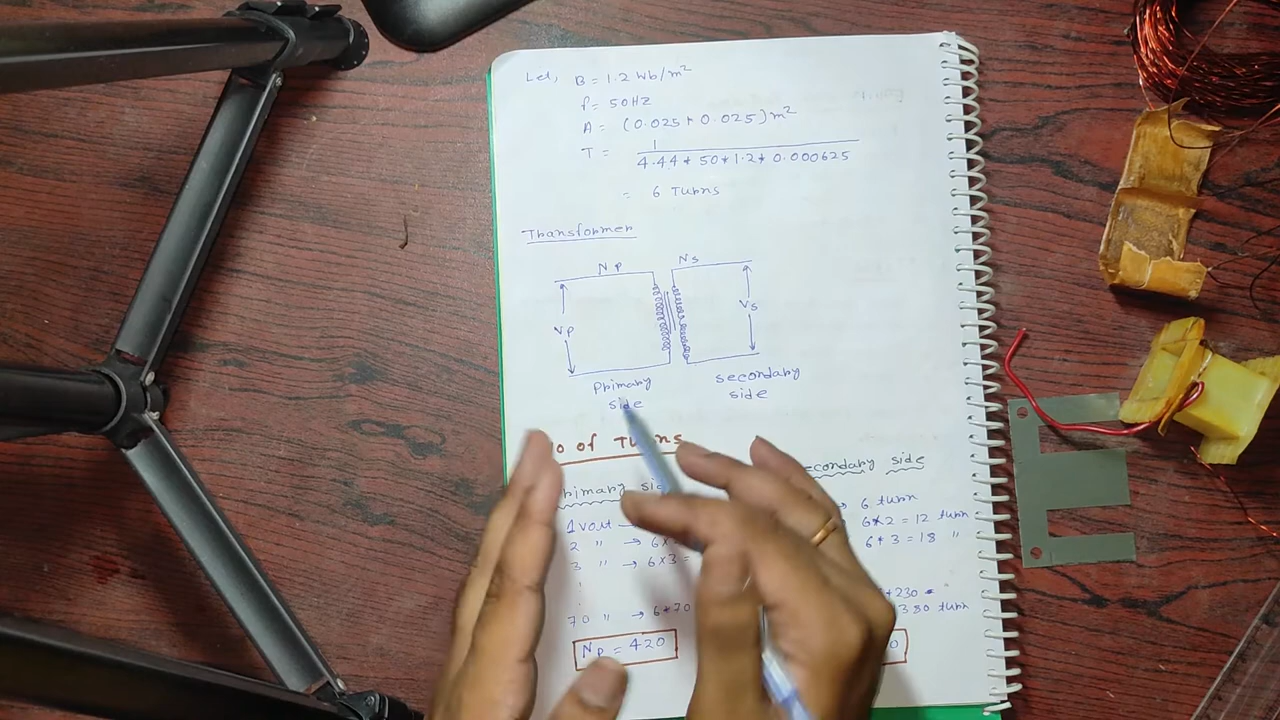 Let, B = 1.2 Wb/m²
f = 50HZ
A = (0.025 * 0.025) m²
T = 1
4.44 * 50 * 1.2 * 0.000625
= 6 Turns
Transformer
Np Ns
Vp Vs
Primary side
secondary side
of Turns
primary secondary side
1 volt → → 6 turn
2 " → 6x 6*2 = 12 turn
3 " → 6x3= 6*3 = 18 "
70 " → 6*70 *230 =
turn
Np = 420